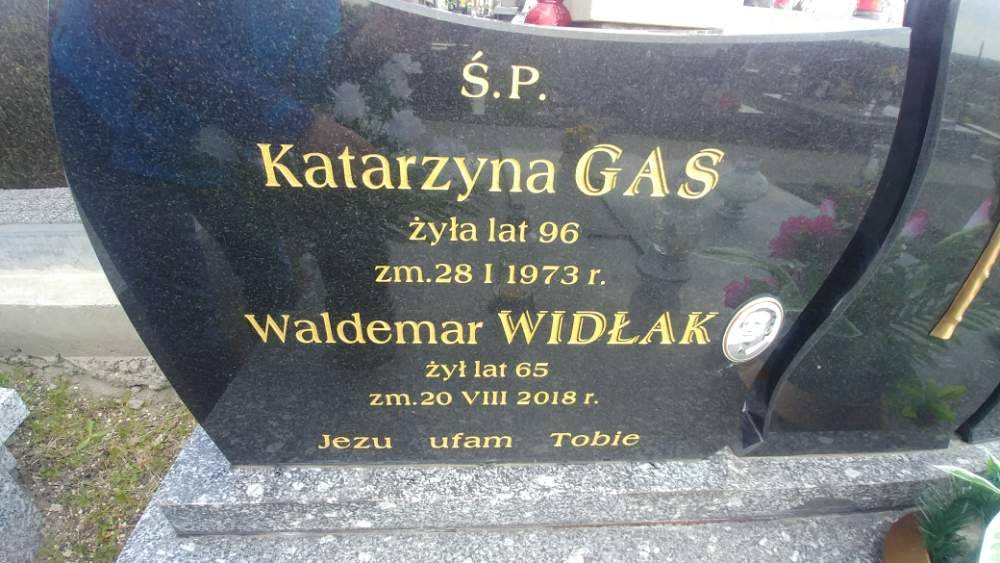 Ś.P.
Katarzyna GAS
żyła lat 96
zm.28 I 1973 r.
Waldemar WIDŁAK
żył lat 65
zm.20 VIII 2018 r.
Jezu ufam Tobie